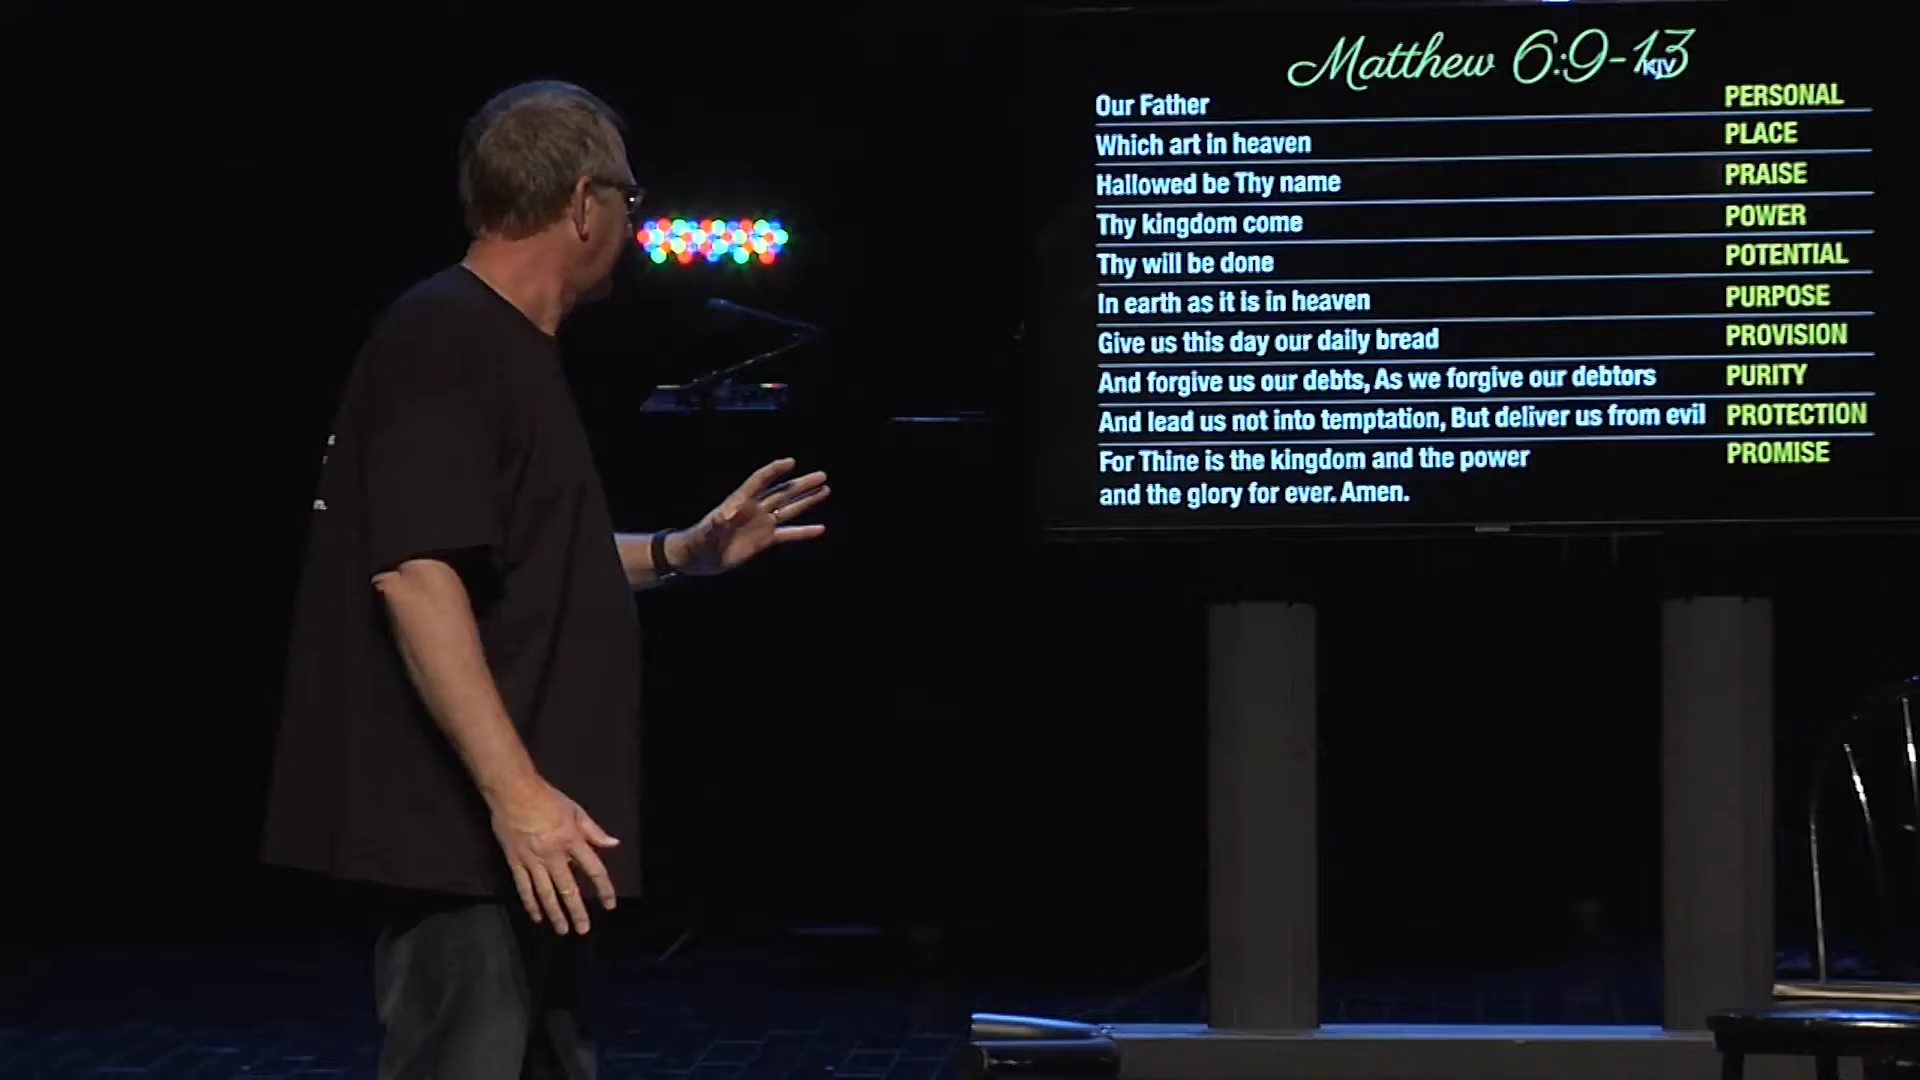 Matthew 6:9-13
KJV
Our Father PERSONAL
Which art in heaven PLACE
Hallowed be Thy name PRAISE
Thy kingdom come POWER
Thy will be done POTENTIAL
In earth as it is in heaven PURPOSE
Give us this day our daily bread PROVISION
And forgive us our debts, As we forgive our debtors PURITY
And lead us not into temptation, But deliver us from evil PROTECTION
For Thine is the kingdom and the power PROMISE
and the glory for ever. Amen.